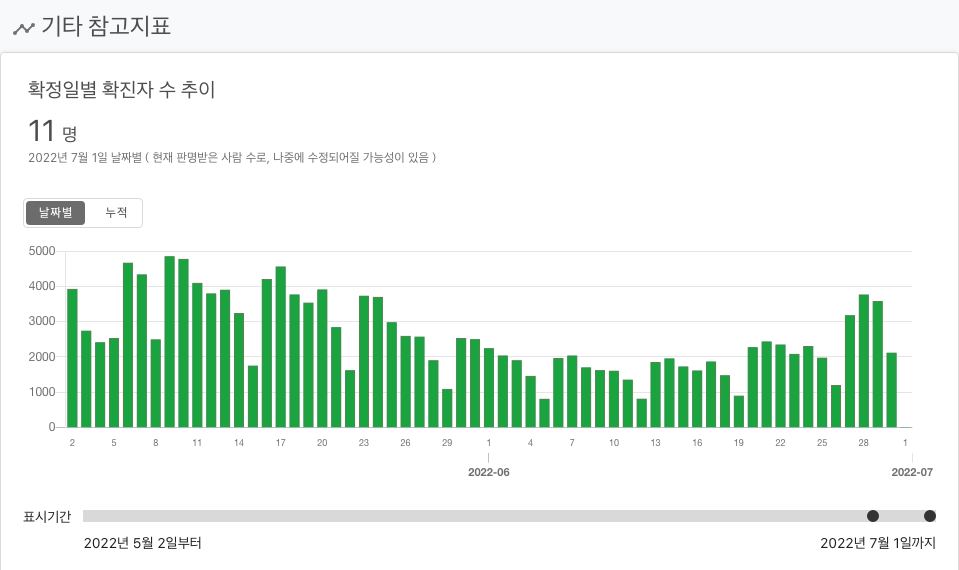 기타 참고지표
확정일별 확진자 수 추이
11 명
2022년 7월 1일 날짜별 ( 현재 판명받은 사람 수로, 나중에 수정되어질 가능성이 있음 )
날짜별 누적
5000
4000
3000
2000
1000
0
2 5 8 11 14 17 20 23 26 29 1 4 7 10 13 16 19 22 25 28 1
2022-06 2022-07
표시기간
2022년 5월 2일부터 2022년 7월 1일까지